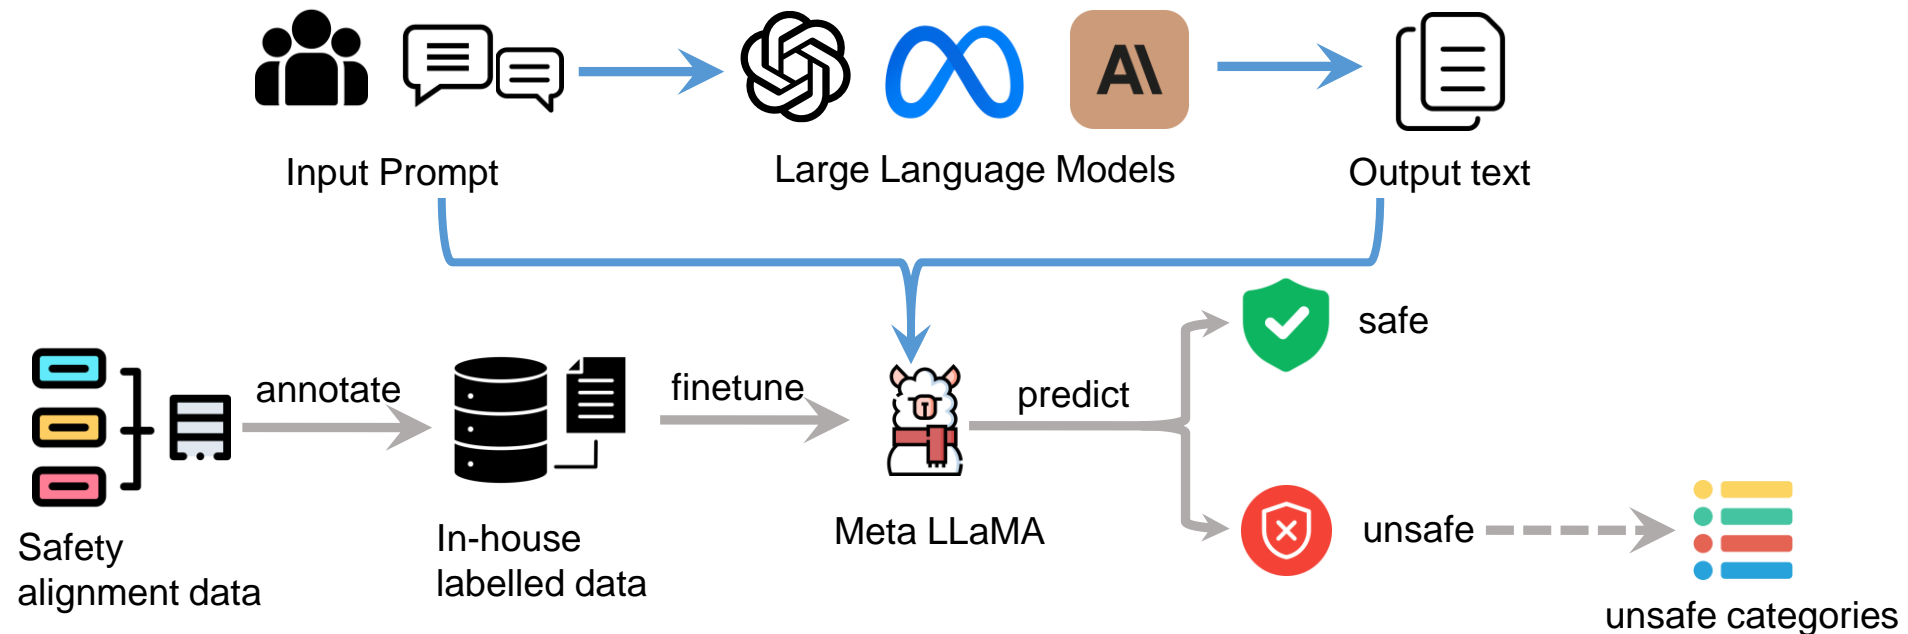 Input Prompt
Large Language Models
Output text
annotate
finetune
predict
safe
Safety
alignment data
In-house
labelled data
Meta LLaMA
unsafe
unsafe categories